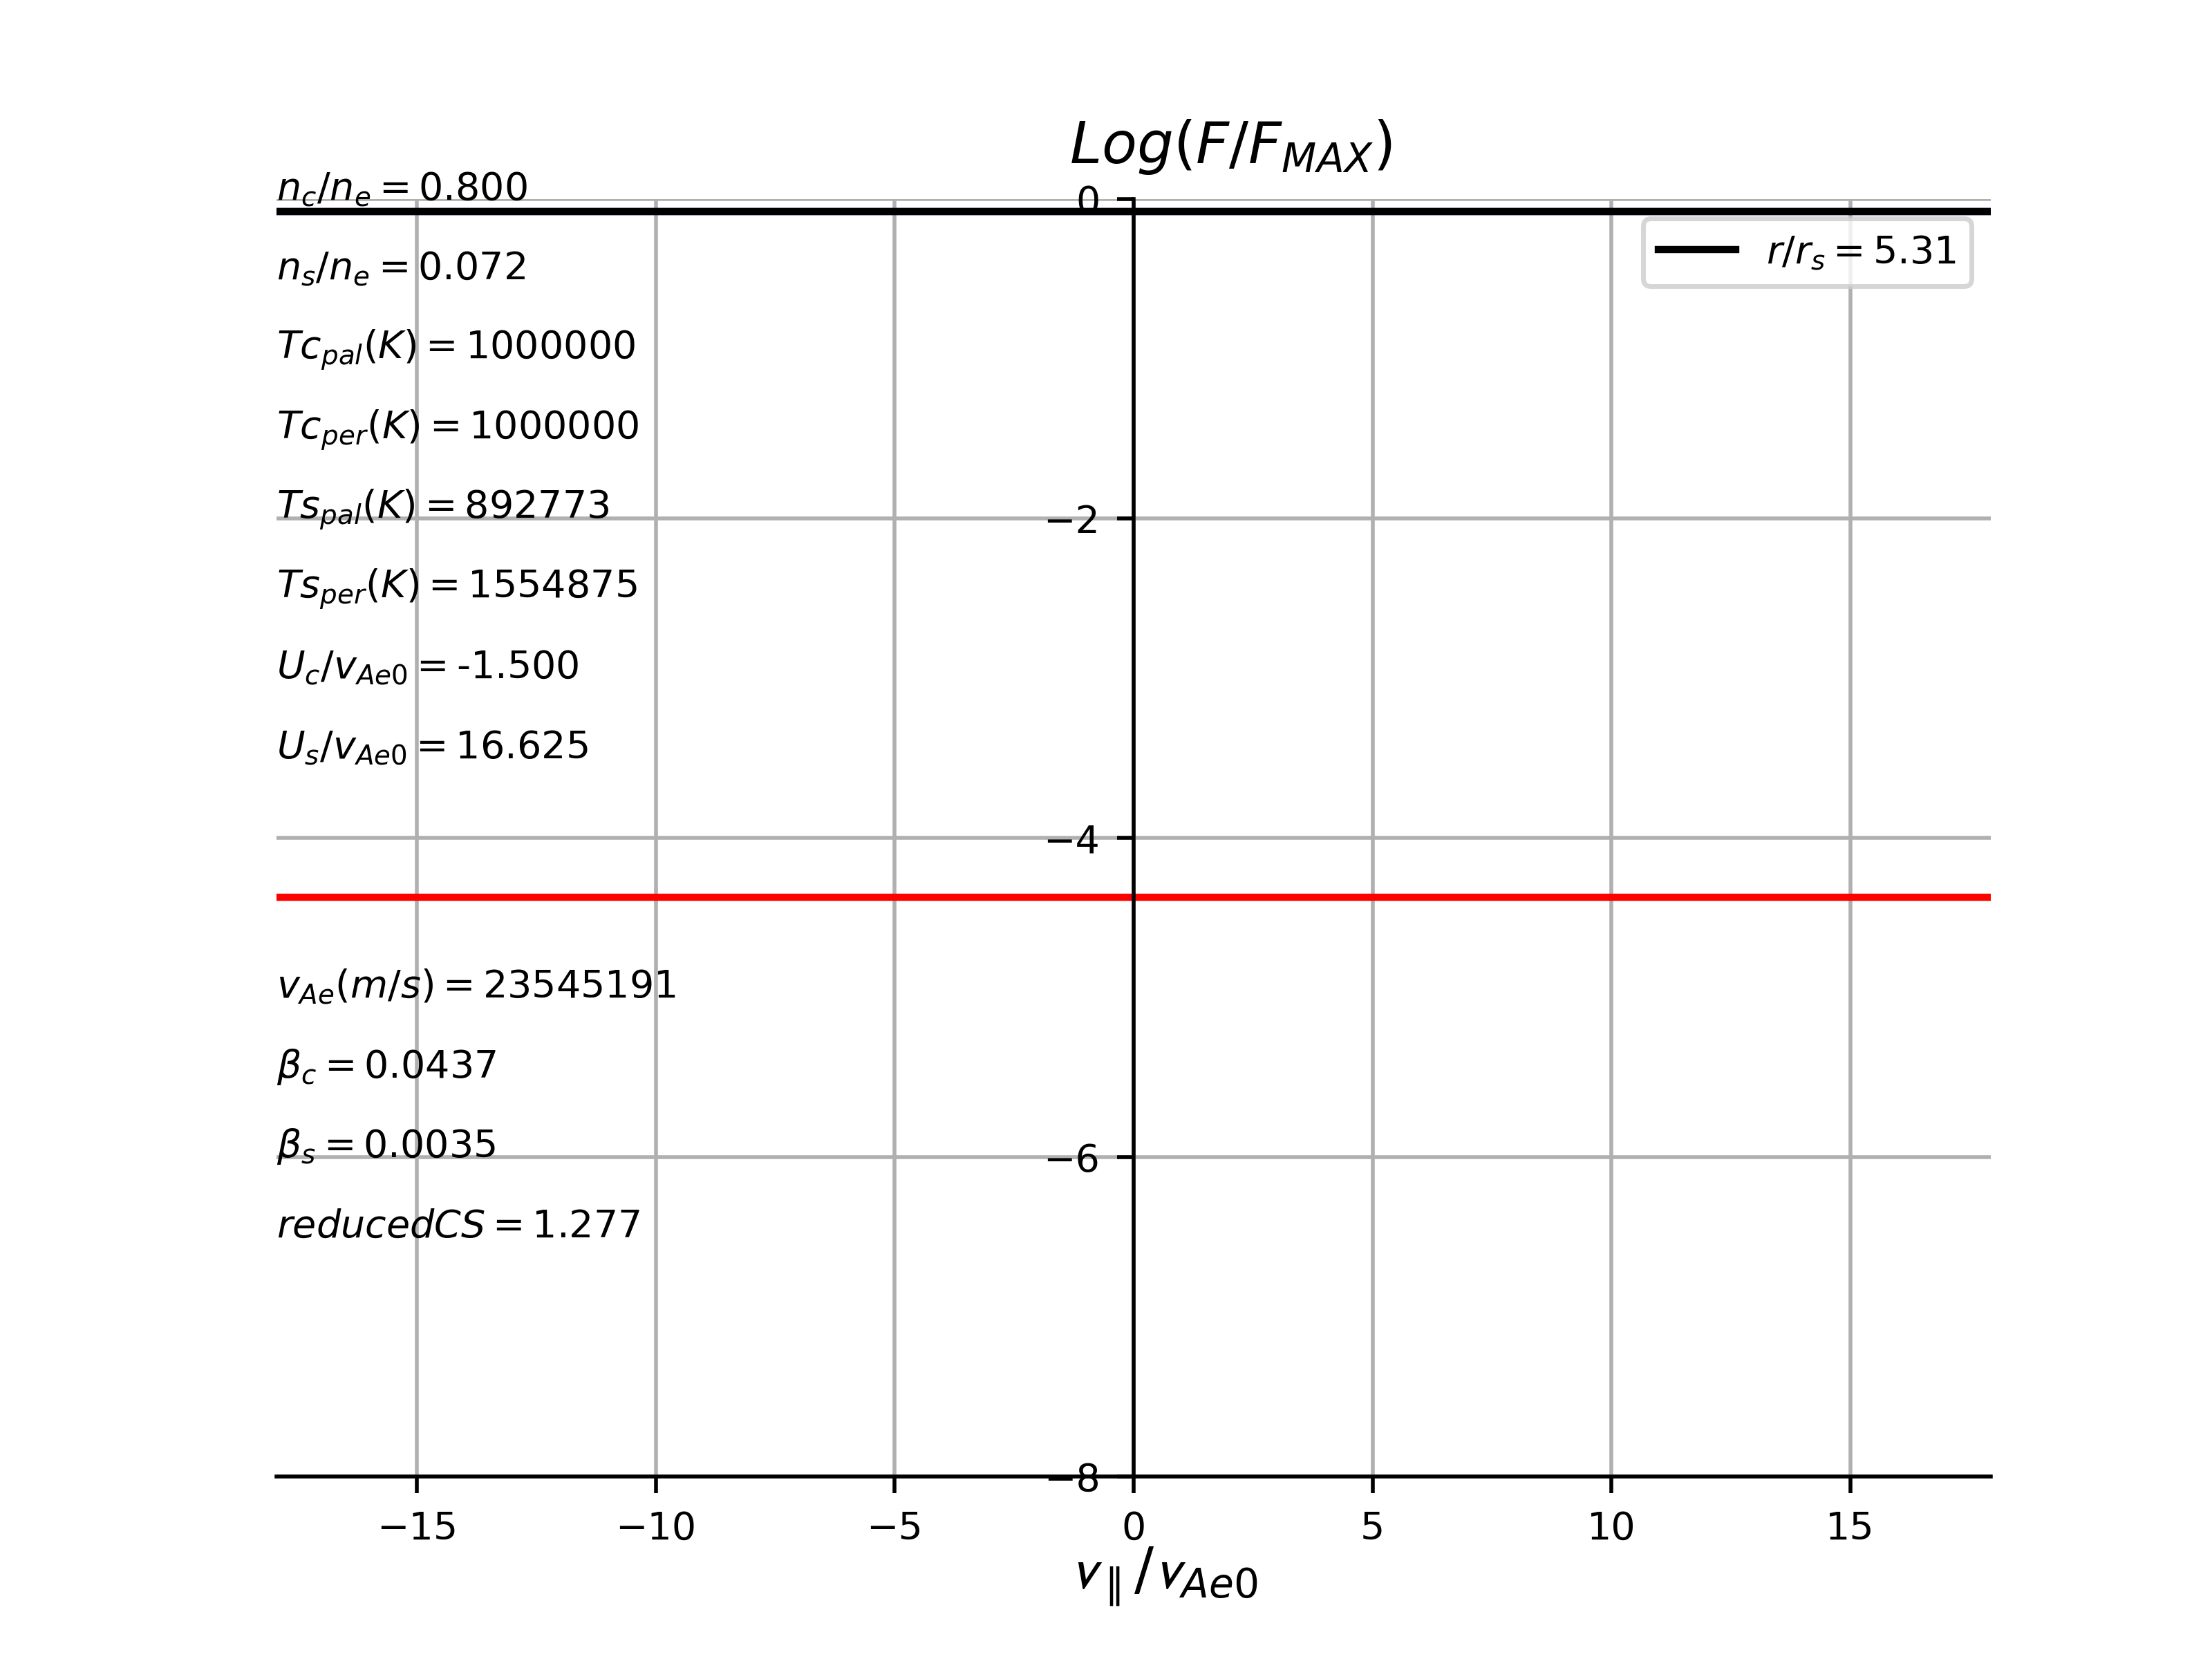 Log(F/F_MAX)
n_c/n_e = 0.800
0
r/r_s = 5.31
n_s/n_e = 0.072
Tc_pal(K) = 1000000
Tc_per(K) = 1000000
Ts_pal(K) = 892773
−2
Ts_per(K) = 1554875
U_c/v_Ae0 = -1.500
U_s/v_Ae0 = 16.625
−4
v_Ae(m/s) = 23545191
β_c = 0.0437
β_s = 0.0035
−6
reducedCS = 1.277
−8
−15 −10 −5 0 5 10 15
v_∥/v_Ae0